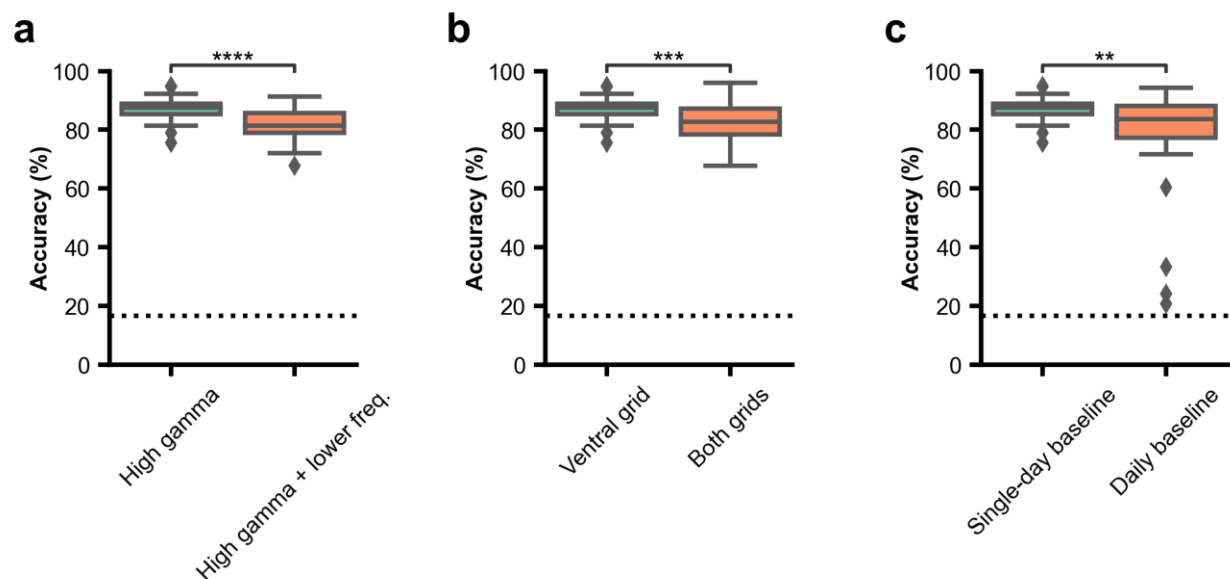 a
****
100
80
60
40
20
0
Accuracy (%)
High gamma
High gamma + lower freq.
b
***
100
80
60
40
20
0
Accuracy (%)
Ventral grid
Both grids
c
**
100
80
60
40
20
0
Accuracy (%)
Single-day baseline
Daily baseline